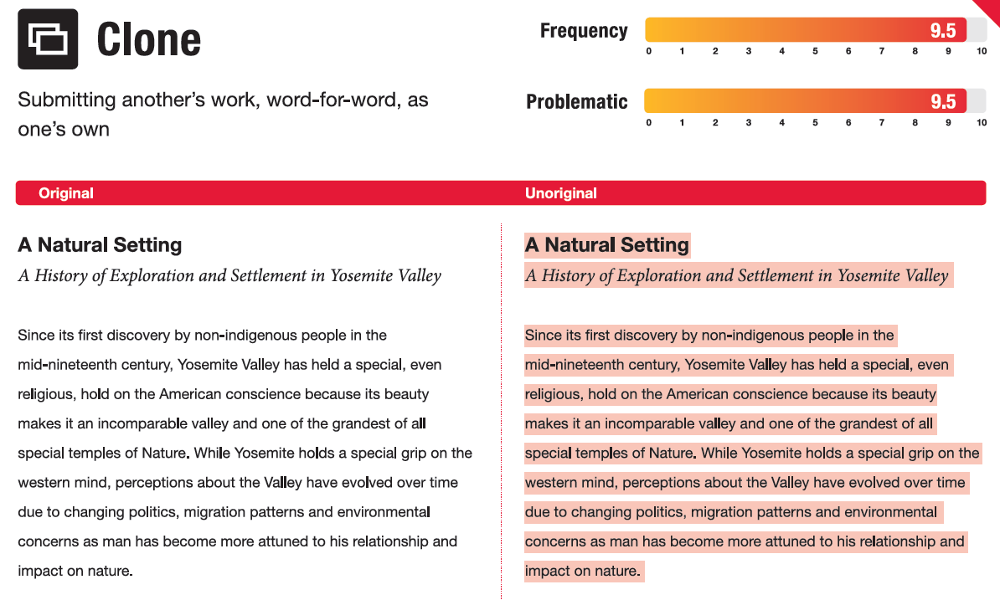 Clone
Submitting another's work, word-for-word, as
one's own
Frequency
9.5
0 1 2 3 4 5 6 7 8 9 10
Problematic
9.5
0 1 2 3 4 5 6 7 8 9 10
Original
A Natural Setting
A History of Exploration and Settlement in Yosemite Valley
Since its first discovery by non-indigenous people in the
mid-nineteenth century, Yosemite Valley has held a special, even
religious, hold on the American conscience because its beauty
makes it an incomparable valley and one of the grandest of all
special temples of Nature. While Yosemite holds a special grip on the
western mind, perceptions about the Valley have evolved over time
due to changing politics, migration patterns and environmental
concerns as man has become more attuned to his relationship and
impact on nature.
Unoriginal
A Natural Setting
A History of Exploration and Settlement in Yosemite Valley
Since its first discovery by non-indigenous people in the
mid-nineteenth century, Yosemite Valley has held a special, even
religious, hold on the American conscience because its beauty
makes it an incomparable valley and one of the grandest of all
special temples of Nature. While Yosemite holds a special grip on the
western mind, perceptions about the Valley have evolved over time
due to changing politics, migration patterns and environmental
concerns as man has become more attuned to his relationship and
impact on nature.